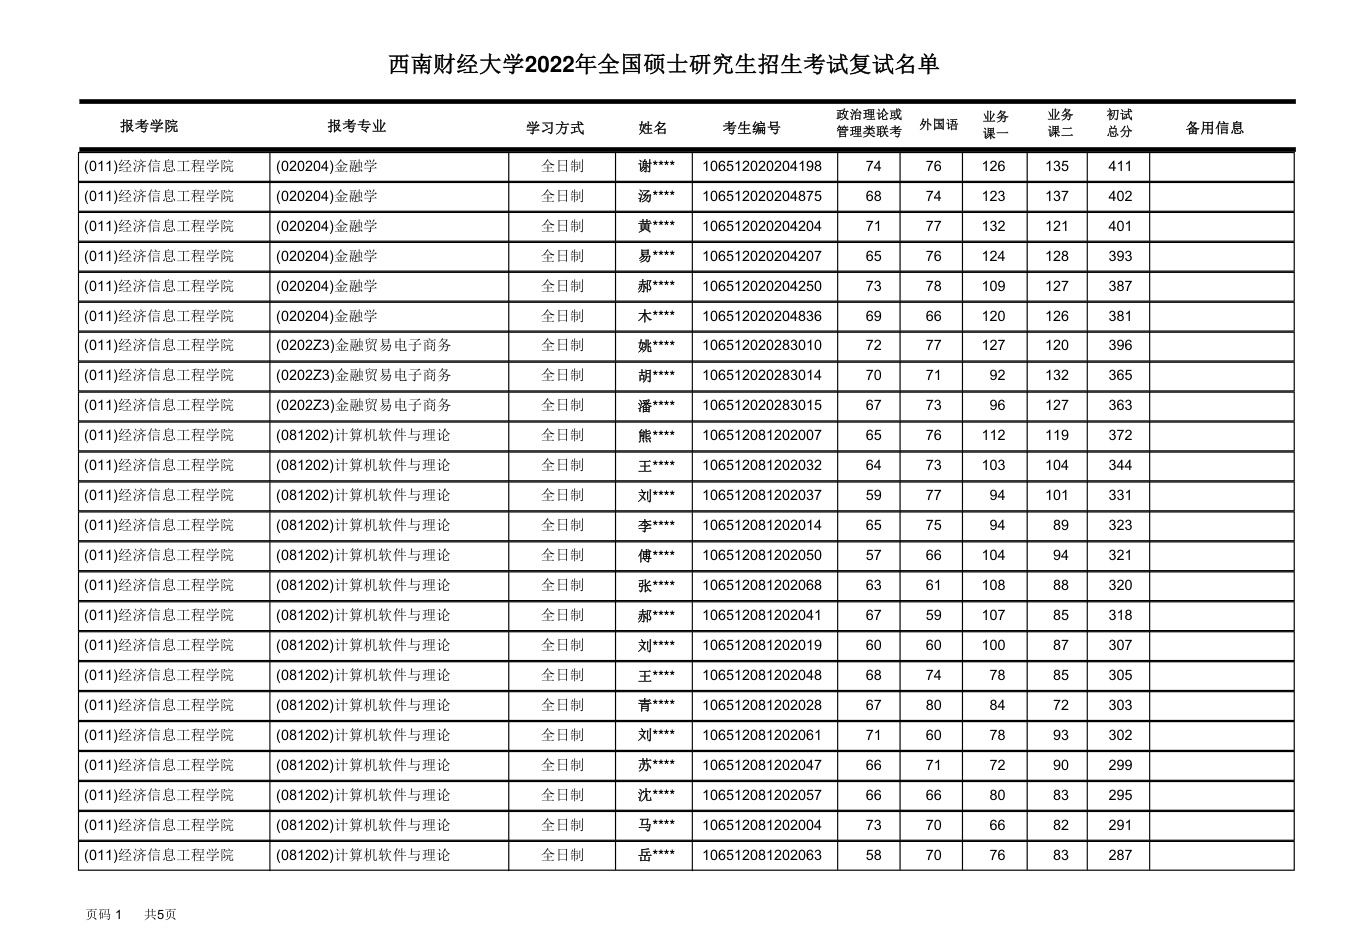 西南财经大学2022年全国硕士研究生招生考试复试名单
报考学院 报考专业 学习方式 姓名 考生编号 政治理论或管理类联考 外国语 业务课一 业务课二 初试总分 备用信息
(011)经济信息工程学院 (020204)金融学 全日制 谢**** 106512020204198 74 76 126 135 411
(011)经济信息工程学院 (020204)金融学 全日制 汤**** 106512020204875 68 74 123 137 402
(011)经济信息工程学院 (020204)金融学 全日制 黄**** 106512020204204 71 77 132 121 401
(011)经济信息工程学院 (020204)金融学 全日制 易**** 106512020204207 65 76 124 128 393
(011)经济信息工程学院 (020204)金融学 全日制 郝**** 106512020204250 73 78 109 127 387
(011)经济信息工程学院 (020204)金融学 全日制 木**** 106512020204836 69 66 120 126 381
(011)经济信息工程学院 (0202Z3)金融贸易电子商务 全日制 姚**** 106512020283010 72 77 127 120 396
(011)经济信息工程学院 (0202Z3)金融贸易电子商务 全日制 胡**** 106512020283014 70 71 92 132 365
(011)经济信息工程学院 (0202Z3)金融贸易电子商务 全日制 潘**** 106512020283015 67 73 96 127 363
(011)经济信息工程学院 (081202)计算机软件与理论 全日制 熊**** 106512081202007 65 76 112 119 372
(011)经济信息工程学院 (081202)计算机软件与理论 全日制 王**** 106512081202032 64 73 103 104 344
(011)经济信息工程学院 (081202)计算机软件与理论 全日制 刘**** 106512081202037 59 77 94 101 331
(011)经济信息工程学院 (081202)计算机软件与理论 全日制 李**** 106512081202014 65 75 94 89 323
(011)经济信息工程学院 (081202)计算机软件与理论 全日制 傅**** 106512081202050 57 66 104 94 321
(011)经济信息工程学院 (081202)计算机软件与理论 全日制 张**** 106512081202068 63 61 108 88 320
(011)经济信息工程学院 (081202)计算机软件与理论 全日制 郝**** 106512081202041 67 59 107 85 318
(011)经济信息工程学院 (081202)计算机软件与理论 全日制 刘**** 106512081202019 60 60 100 87 307
(011)经济信息工程学院 (081202)计算机软件与理论 全日制 王**** 106512081202048 68 74 78 85 305
(011)经济信息工程学院 (081202)计算机软件与理论 全日制 青**** 106512081202028 67 80 84 72 303
(011)经济信息工程学院 (081202)计算机软件与理论 全日制 刘**** 106512081202061 71 60 78 93 302
(011)经济信息工程学院 (081202)计算机软件与理论 全日制 苏**** 106512081202047 66 71 72 90 299
(011)经济信息工程学院 (081202)计算机软件与理论 全日制 沈**** 106512081202057 66 66 80 83 295
(011)经济信息工程学院 (081202)计算机软件与理论 全日制 马**** 106512081202004 73 70 66 82 291
(011)经济信息工程学院 (081202)计算机软件与理论 全日制 岳**** 106512081202063 58 70 76 83 287
页码 1 共5页